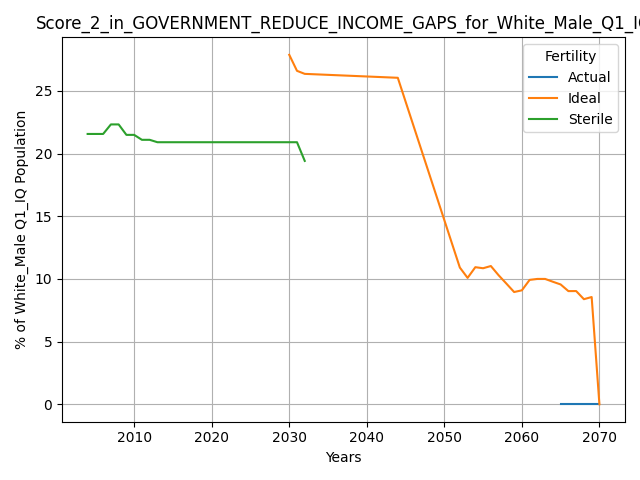 Score_2_in_GOVERNMENT_REDUCE_INCOME_GAPS_for_White_Male_Q1_IQ
Fertility
Actual
Ideal
Sterile
% of White_Male Q1_IQ Population
25
20
15
10
5
0
2010 2020 2030 2040 2050 2060 2070
Years